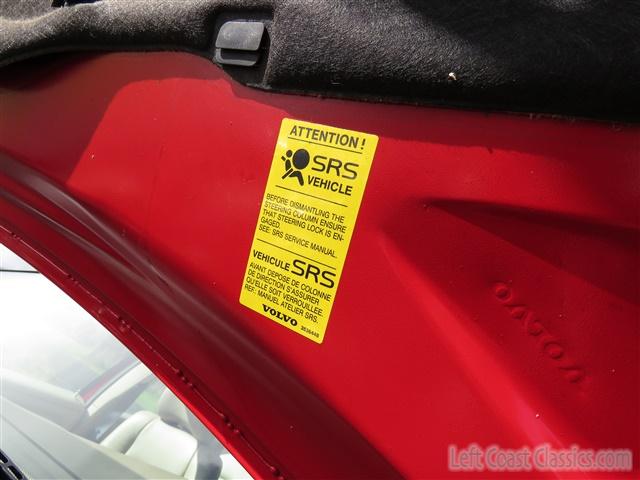 ATTENTION!
SRS
VEHICLE
BEFORE DISMANTLING THE
STEERING COLUMN ENSURE
THAT STEERING LOCK IS EN-
GAGED.
SEE: SRS SERVICE MANUAL.
VEHICULE SRS
AVANT DEPOSE DE COLONNE
DE DIRECTION S'ASSURER
QU'ELLE SOIT VERROUILLEE.
REF.: MANUEL ATELIER SRS.
VOLVO 3536448
VOLVO
Left Coast Classics.com